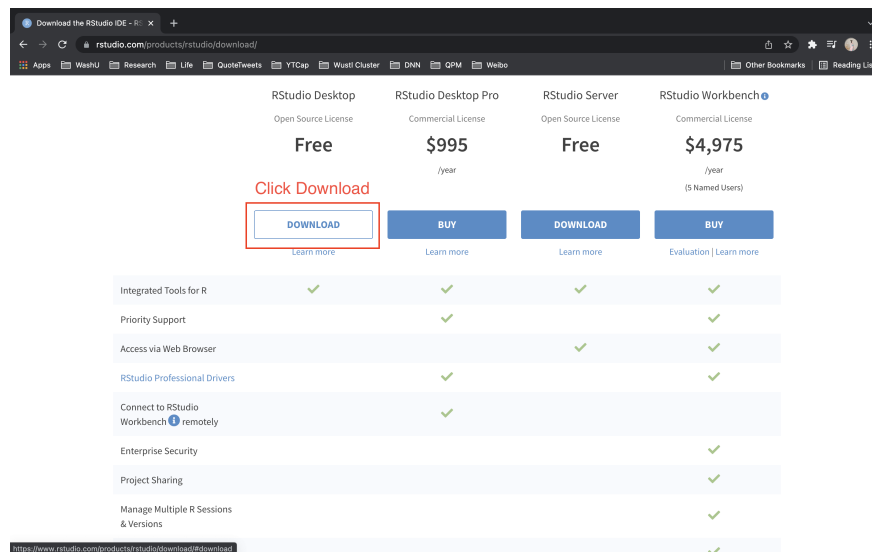 Download the RStudio IDE - RS
rstudio.com/products/rstudio/download/
Apps WashU Research Life QuoteTweets YTCap Wustl Cluster DNN QPM Weibo Other Bookmarks Reading Lis
RStudio Desktop RStudio Desktop Pro RStudio Server RStudio Workbench
Open Source License Commercial License Open Source License Commercial License
Free $995 Free $4,975
/year /year
(5 Named Users)
Click Download
DOWNLOAD BUY DOWNLOAD BUY
Learn more Learn more Learn more Evaluation | Learn more
Integrated Tools for R
Priority Support
Access via Web Browser
RStudio Professional Drivers
Connect to RStudio
Workbench remotely
Enterprise Security
Project Sharing
Manage Multiple R Sessions
& Versions
https://www.rstudio.com/products/rstudio/download/#download